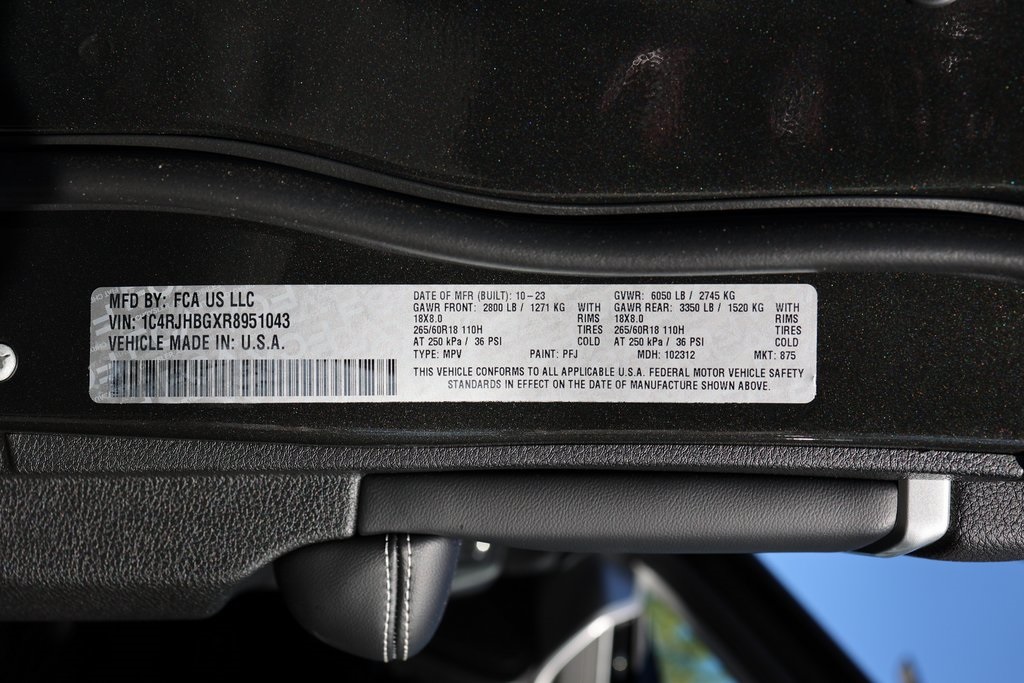 MFD BY: FCA US LLC
VIN: 1C4RJHBGXR8951043
VEHICLE MADE IN: U.S.A.
DATE OF MFR (BUILT): 10-23 GVWR: 6050 LB / 2745 KG
GAWR FRONT: 2800 LB / 1271 KG WITH GAWR REAR: 3350 LB / 1520 KG WITH
18X8.0 RIMS 18X8.0 RIMS
265/60R18 110H TIRES 265/60R18 110H TIRES
AT 250 kPa / 36 PSI COLD AT 250 kPa / 36 PSI COLD
TYPE: MPV PAINT: PFJ MDH: 102312 MKT: 875
THIS VEHICLE CONFORMS TO ALL APPLICABLE U.S.A. FEDERAL MOTOR VEHICLE SAFETY
STANDARDS IN EFFECT ON THE DATE OF MANUFACTURE SHOWN ABOVE.